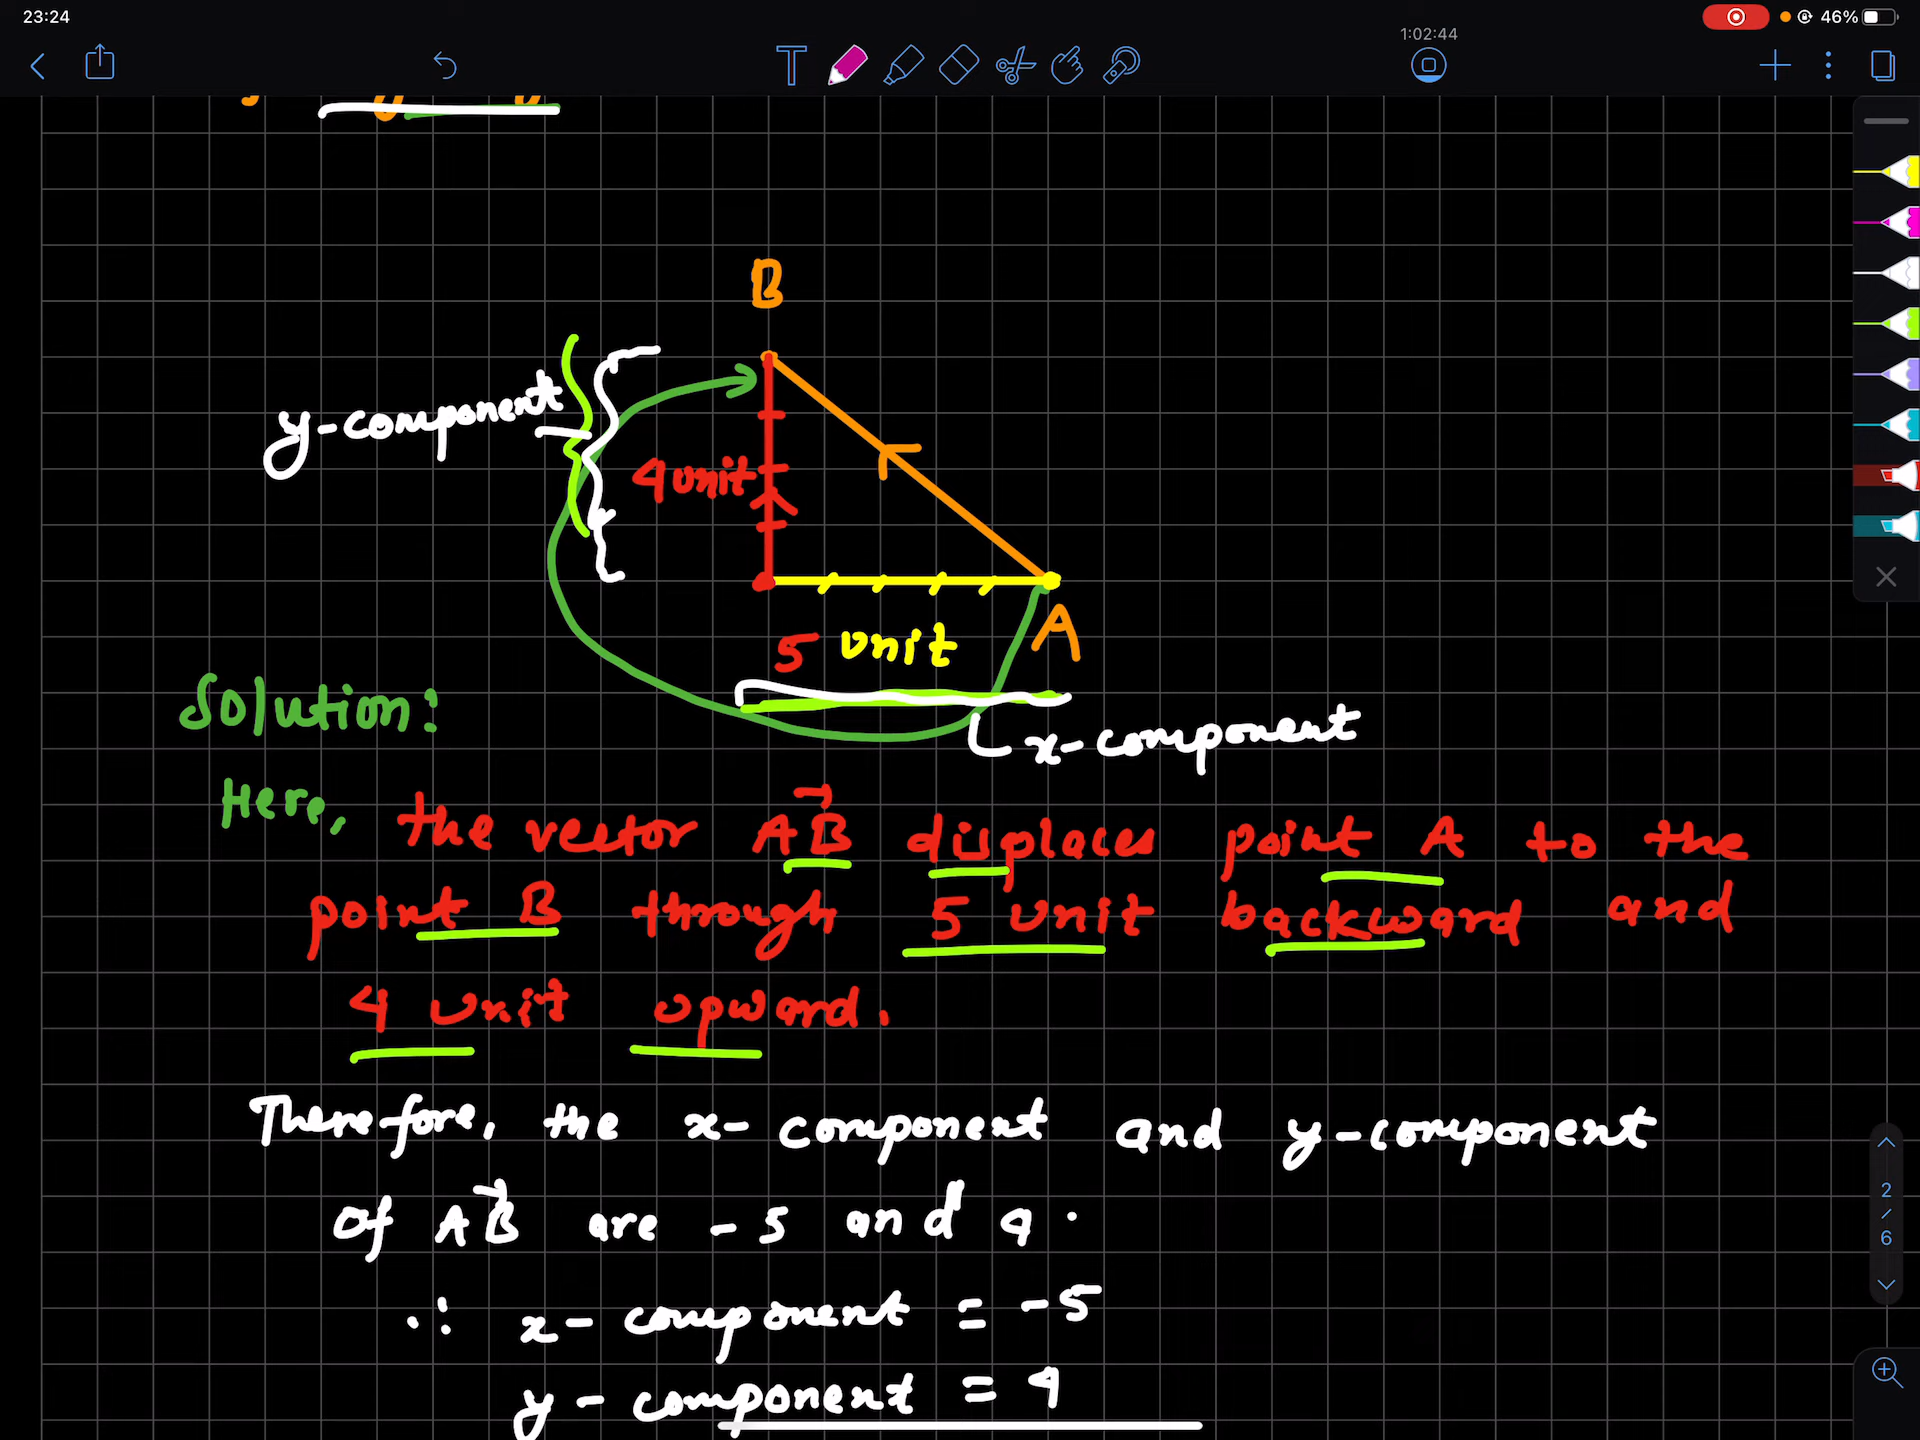 23:24
46%
1:02:44
B
y-component
4 unit
A
5 unit
x-component
Solution:
Here, the vector AB displaces point A to the
point B through 5 unit backward and
4 unit upward.
Therefore, the x- component and y-component
of AB are -5 and 4.
∴ x- component = -5
y- component = 4
2
/
6